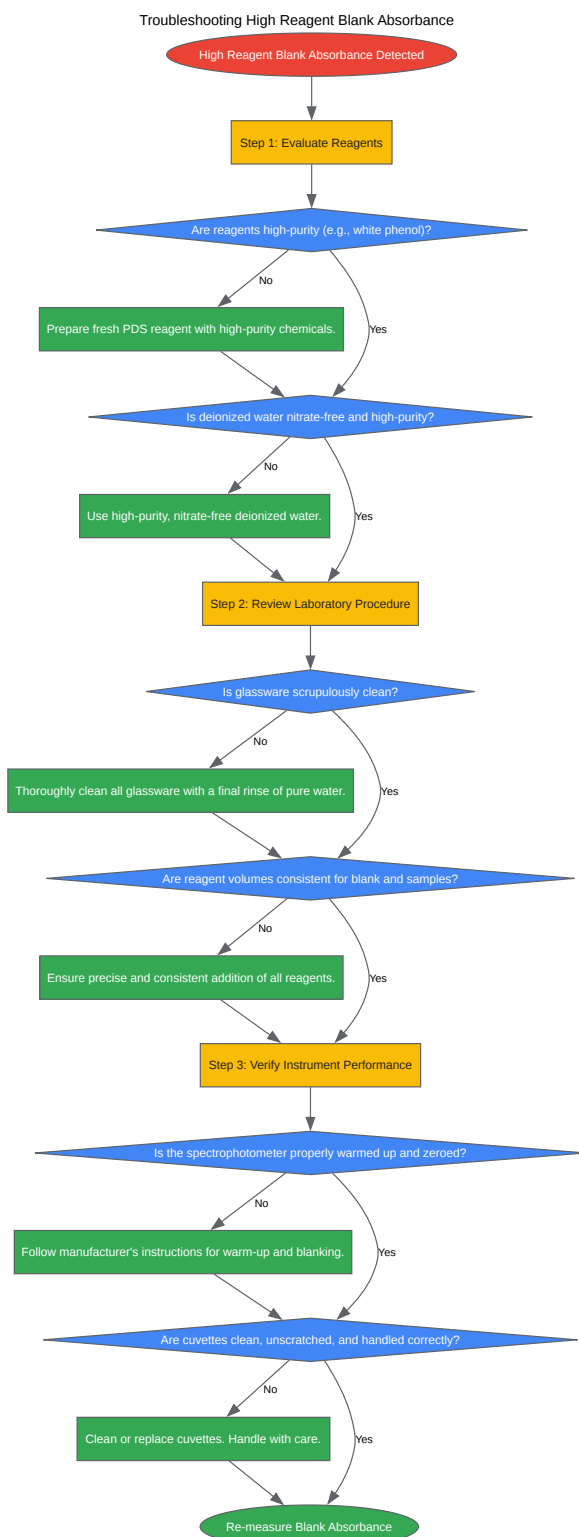 Troubleshooting High Reagent Blank Absorbance
High Reagent Blank Absorbance Detected
Step 1: Evaluate Reagents
Are reagents high-purity (e.g., white phenol)?
No
Prepare fresh PDS reagent with high-purity chemicals.
Yes
Is deionized water nitrate-free and high-purity?
No
Use high-purity, nitrate-free deionized water.
Yes
Step 2: Review Laboratory Procedure
Is glassware scrupulously clean?
No
Thoroughly clean all glassware with a final rinse of pure water.
Yes
Are reagent volumes consistent for blank and samples?
No
Ensure precise and consistent addition of all reagents.
Yes
Step 3: Verify Instrument Performance
Is the spectrophotometer properly warmed up and zeroed?
No
Follow manufacturer's instructions for warm-up and blanking.
Yes
Are cuvettes clean, unscratched, and handled correctly?
No
Clean or replace cuvettes. Handle with care.
Yes
Re-measure Blank Absorbance